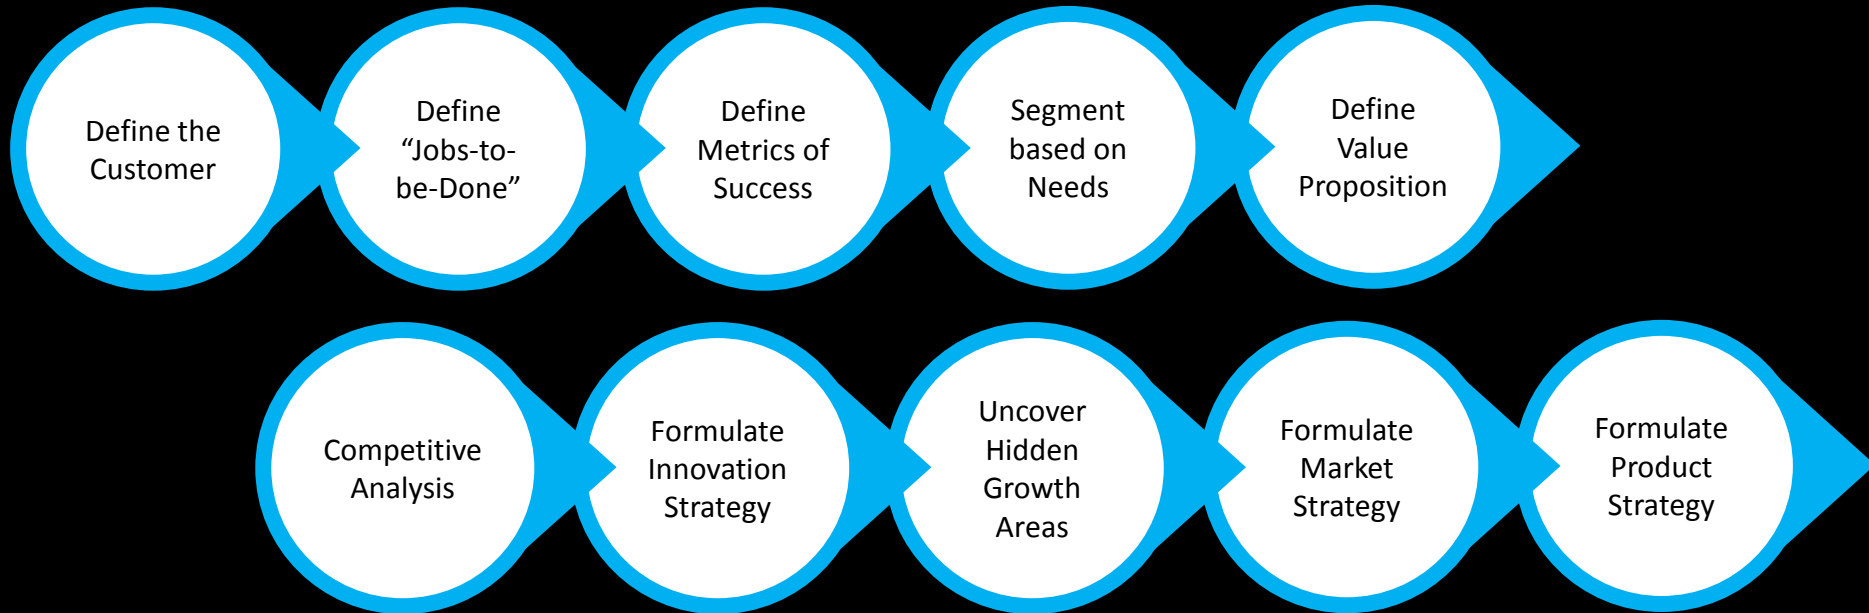 Define the
Customer
Define
“Jobs-to-
be-Done”
Define
Metrics of
Success
Segment
based on
Needs
Define
Value
Proposition
Competitive
Analysis
Formulate
Innovation
Strategy
Uncover
Hidden
Growth
Areas
Formulate
Market
Strategy
Formulate
Product
Strategy